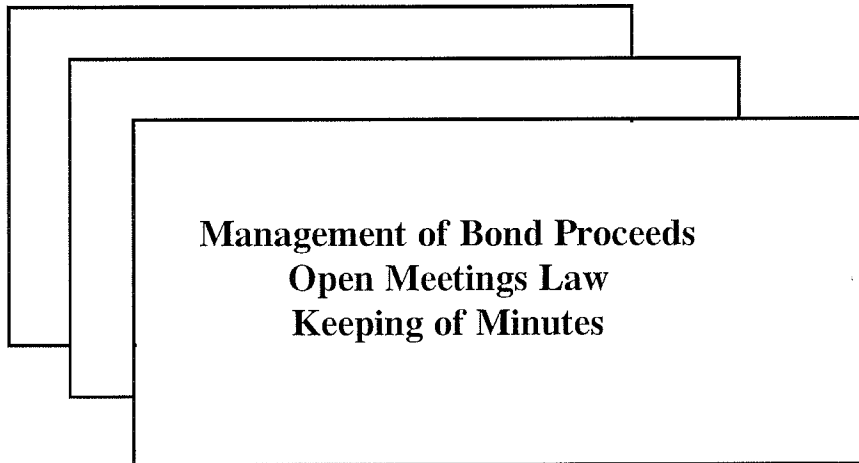 Management of Bond Proceeds
Open Meetings Law
Keeping of Minutes